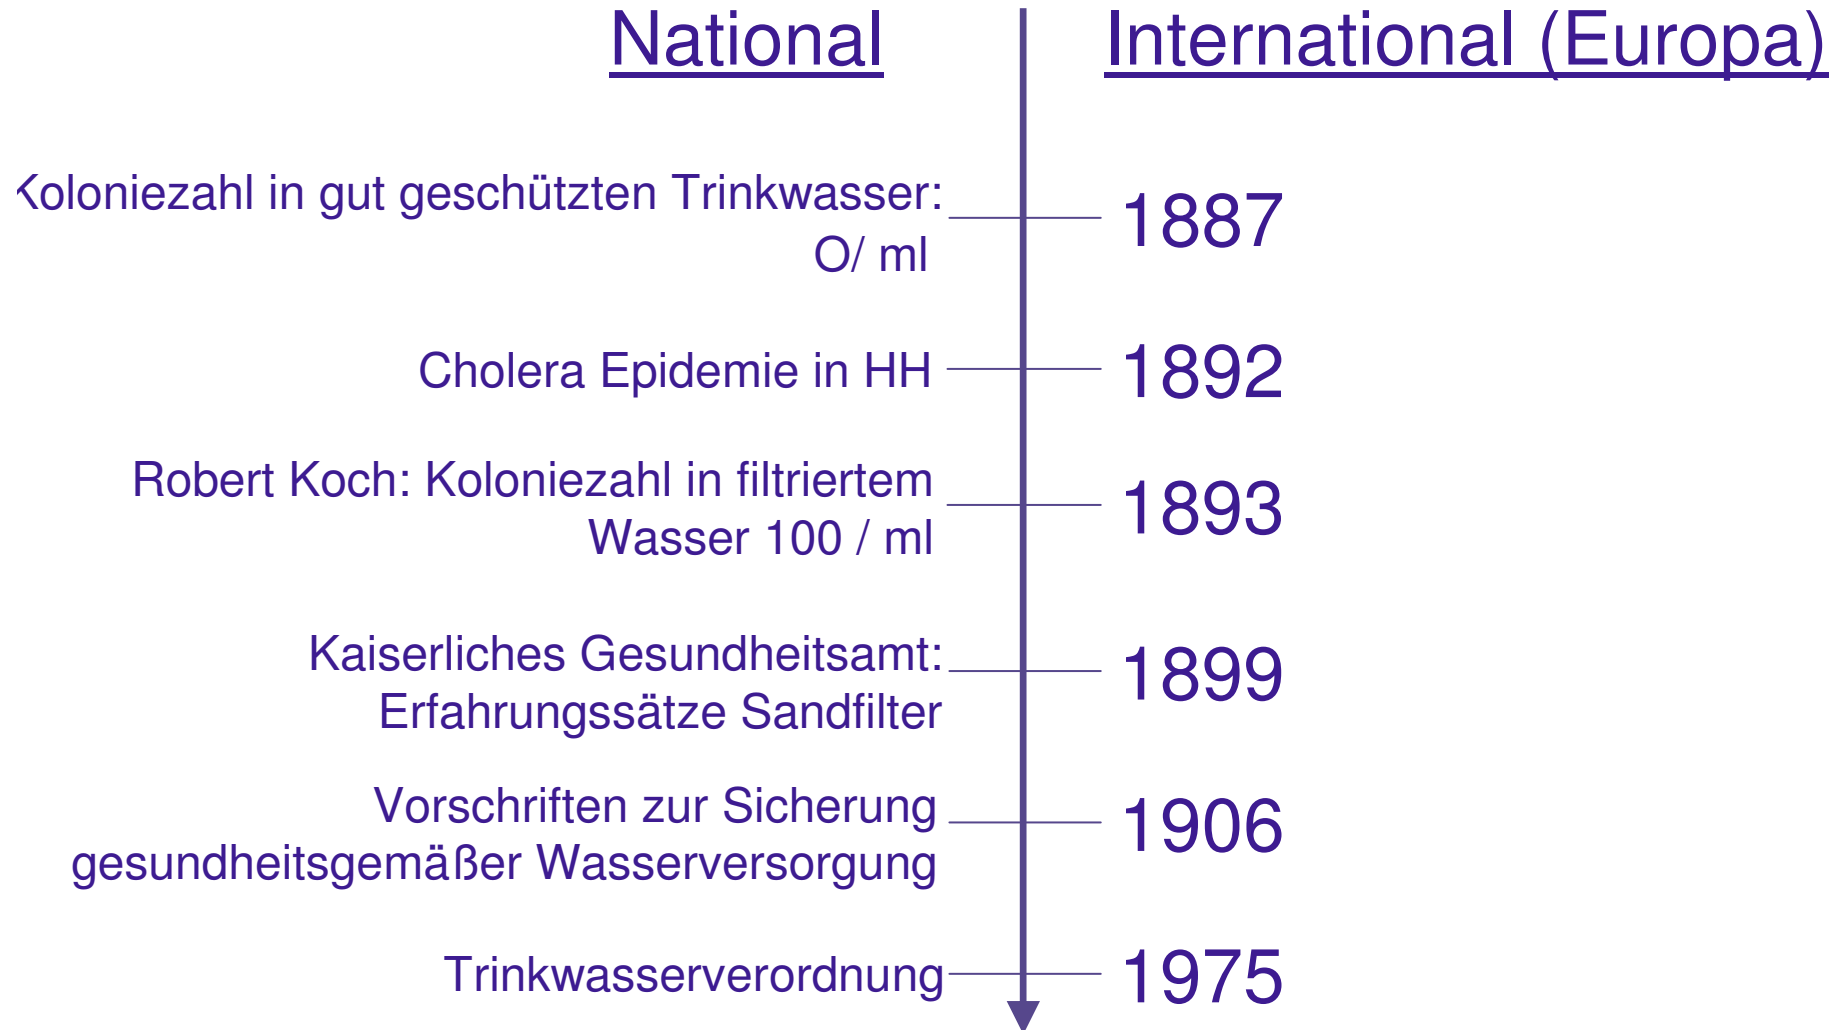 National
International (Europa)
Koloniezahl in gut geschützten Trinkwasser:
O/ ml
1887
Cholera Epidemie in HH
1892
Robert Koch: Koloniezahl in filtriertem
Wasser 100 / ml
1893
Kaiserliches Gesundheitsamt:
Erfahrungssätze Sandfilter
1899
Vorschriften zur Sicherung
gesundheitsgemäßer Wasserversorgung
1906
Trinkwasserverordnung
1975